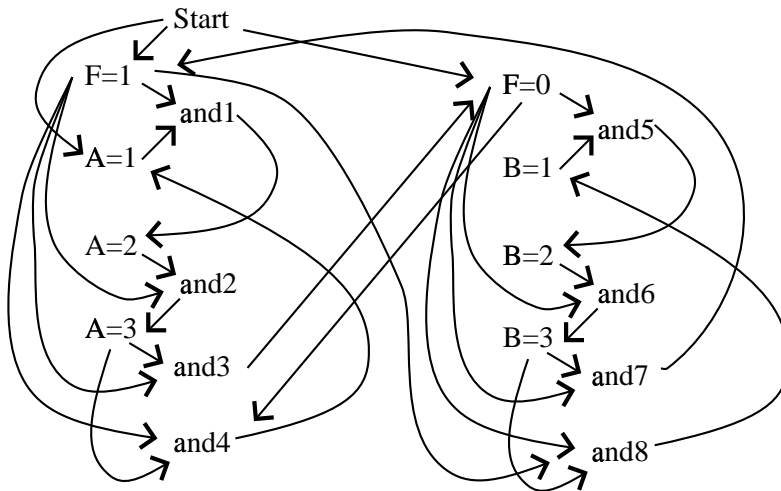 Start
F=1
and1
A=1
A=2
and2
A=3
and3
and4
F=0
and5
B=1
B=2
and6
B=3
and7
and8